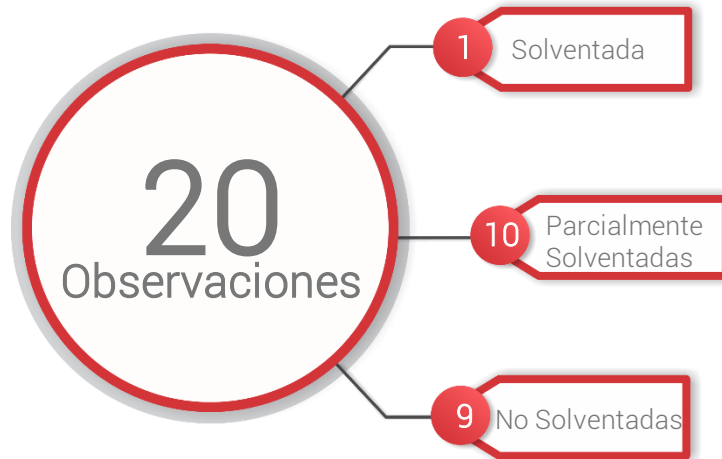 20
Observaciones
1
Solventada
10
Parcialmente
Solventadas
9
No Solventadas